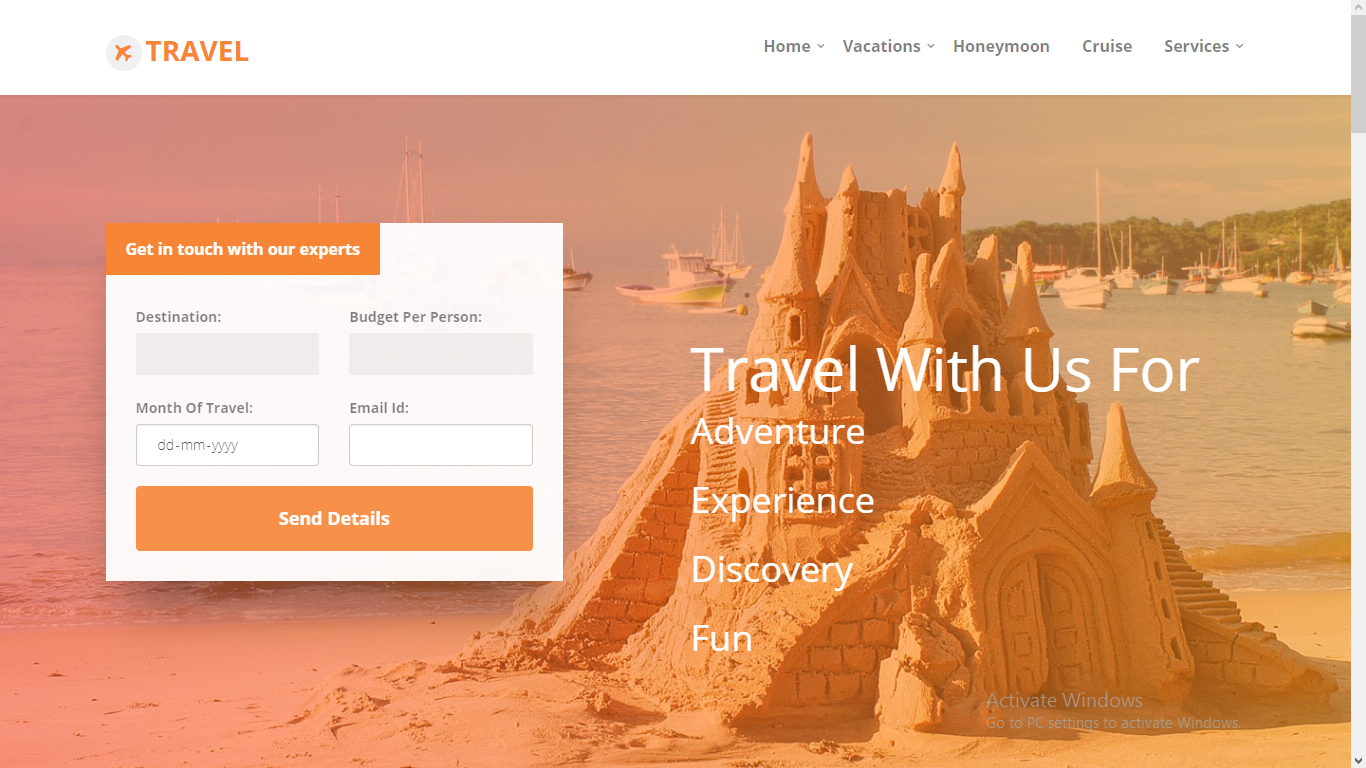 TRAVEL
Home
Vacations
Honeymoon
Cruise
Services
Get in touch with our experts
Destination:
Budget Per Person:
Month Of Travel:
Email Id:
dd-mm-yyyy
Send Details
Travel With Us For
Adventure
Experience
Discovery
Fun
Activate Windows
Go to PC settings to activate Windows.